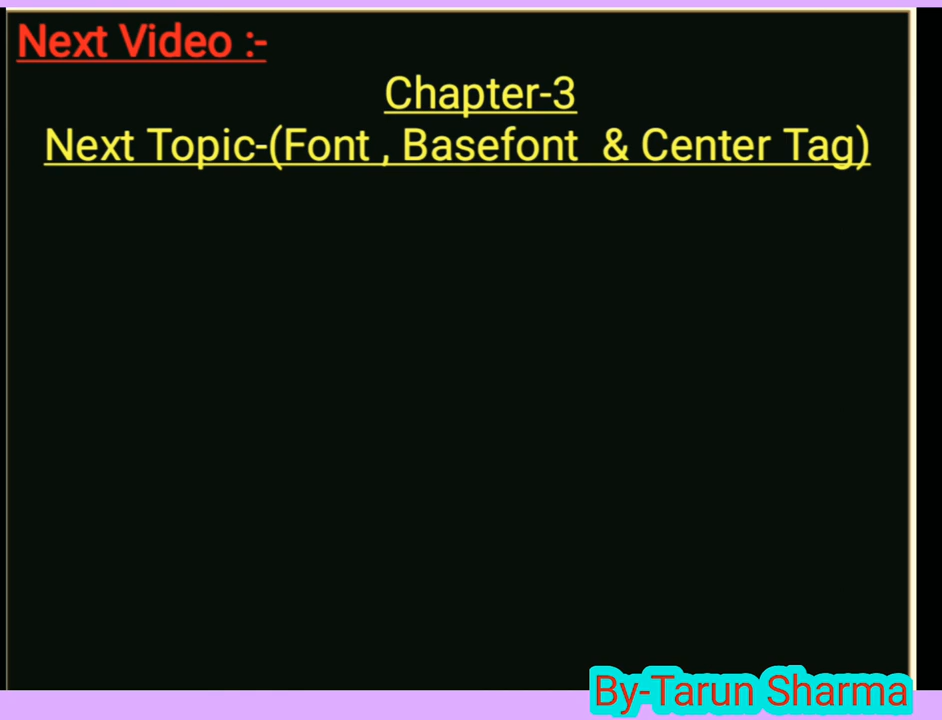 Next Video :-
Chapter-3
Next Topic-(Font , Basefont & Center Tag)
By-Tarun Sharma